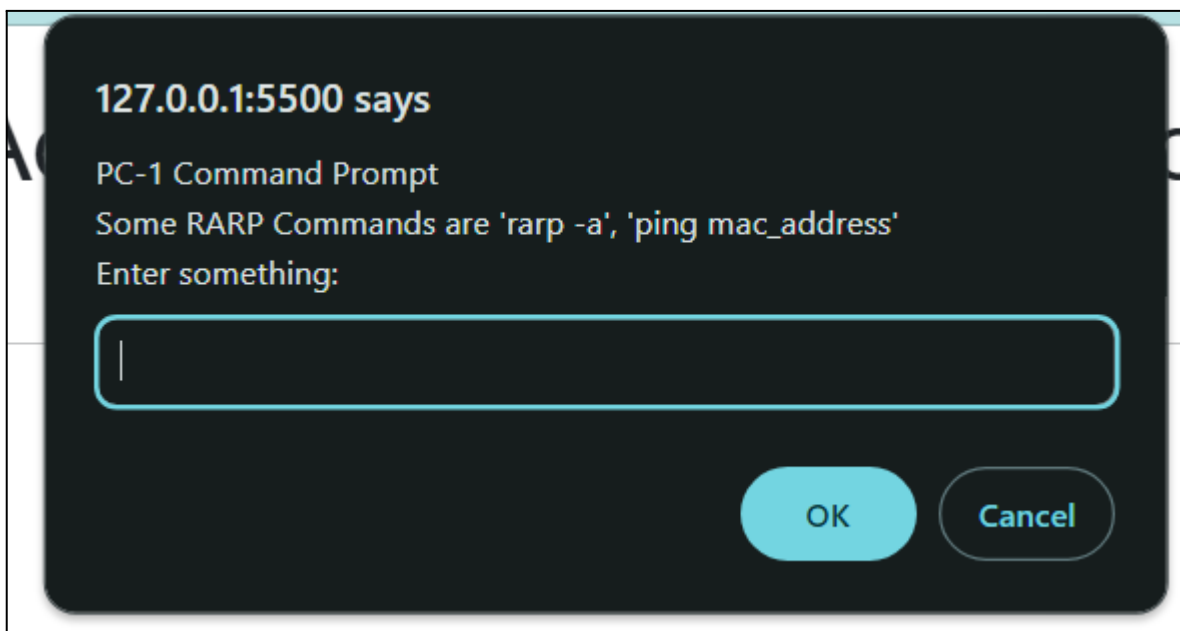 127.0.0.1:5500 says
PC-1 Command Prompt
Some RARP Commands are 'rarp -a', 'ping mac_address'
Enter something:
OK
Cancel